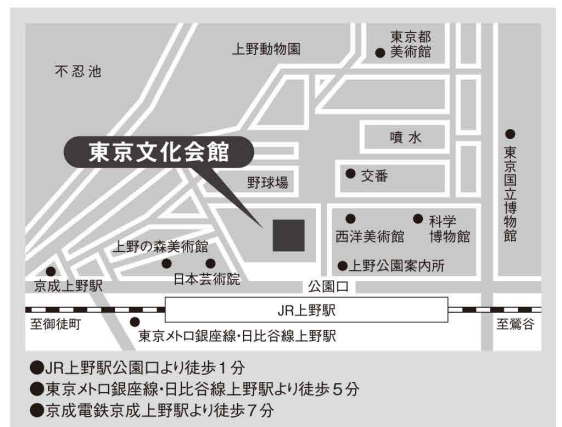 東京都
美術館
上野動物園
不忍池
噴水
東京国立博物館
東京文化会館
交番
野球場
西洋美術館
科学
博物館
上野の森美術館
日本芸術院
上野公園案内所
京成上野駅
公園口
JR上野駅
至御徒町
至鶯谷
東京メトロ銀座線・日比谷線上野駅
●JR上野駅公園口より徒歩1分
●東京メトロ銀座線・日比谷線上野駅より徒歩5分
●京成電鉄京成上野駅より徒歩7分